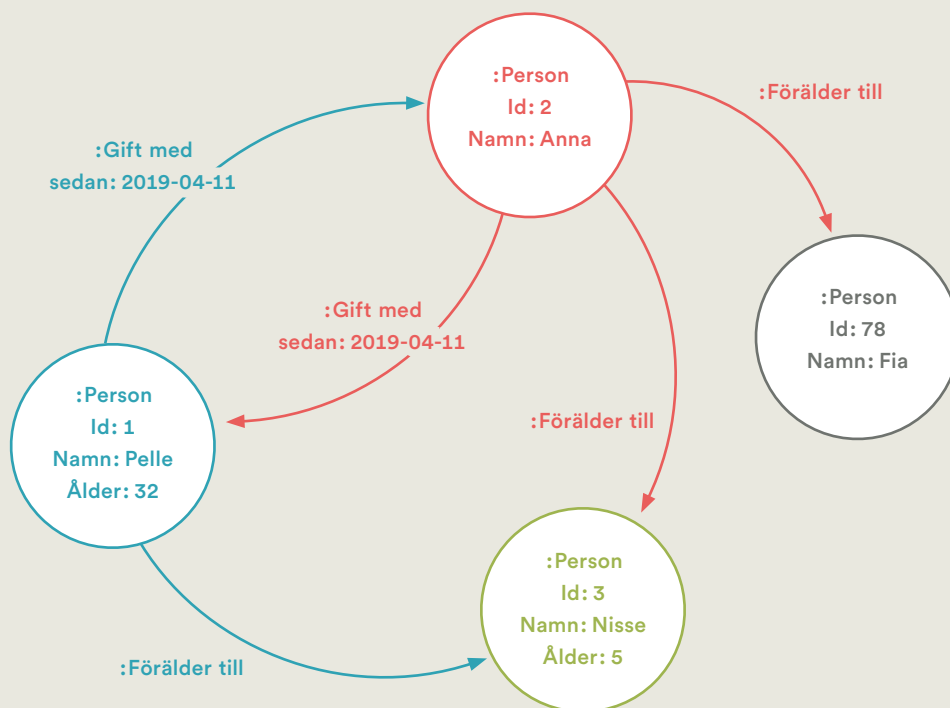 :Person
Id: 2
Namn: Anna
:Förälder till
:Gift med
sedan: 2019-04-11
:Person
Id: 78
Namn: Fia
:Gift med
sedan: 2019-04-11
:Person
Id: 1
Namn: Pelle
Ålder: 32
:Förälder till
:Person
Id: 3
Namn: Nisse
Ålder: 5
:Förälder till